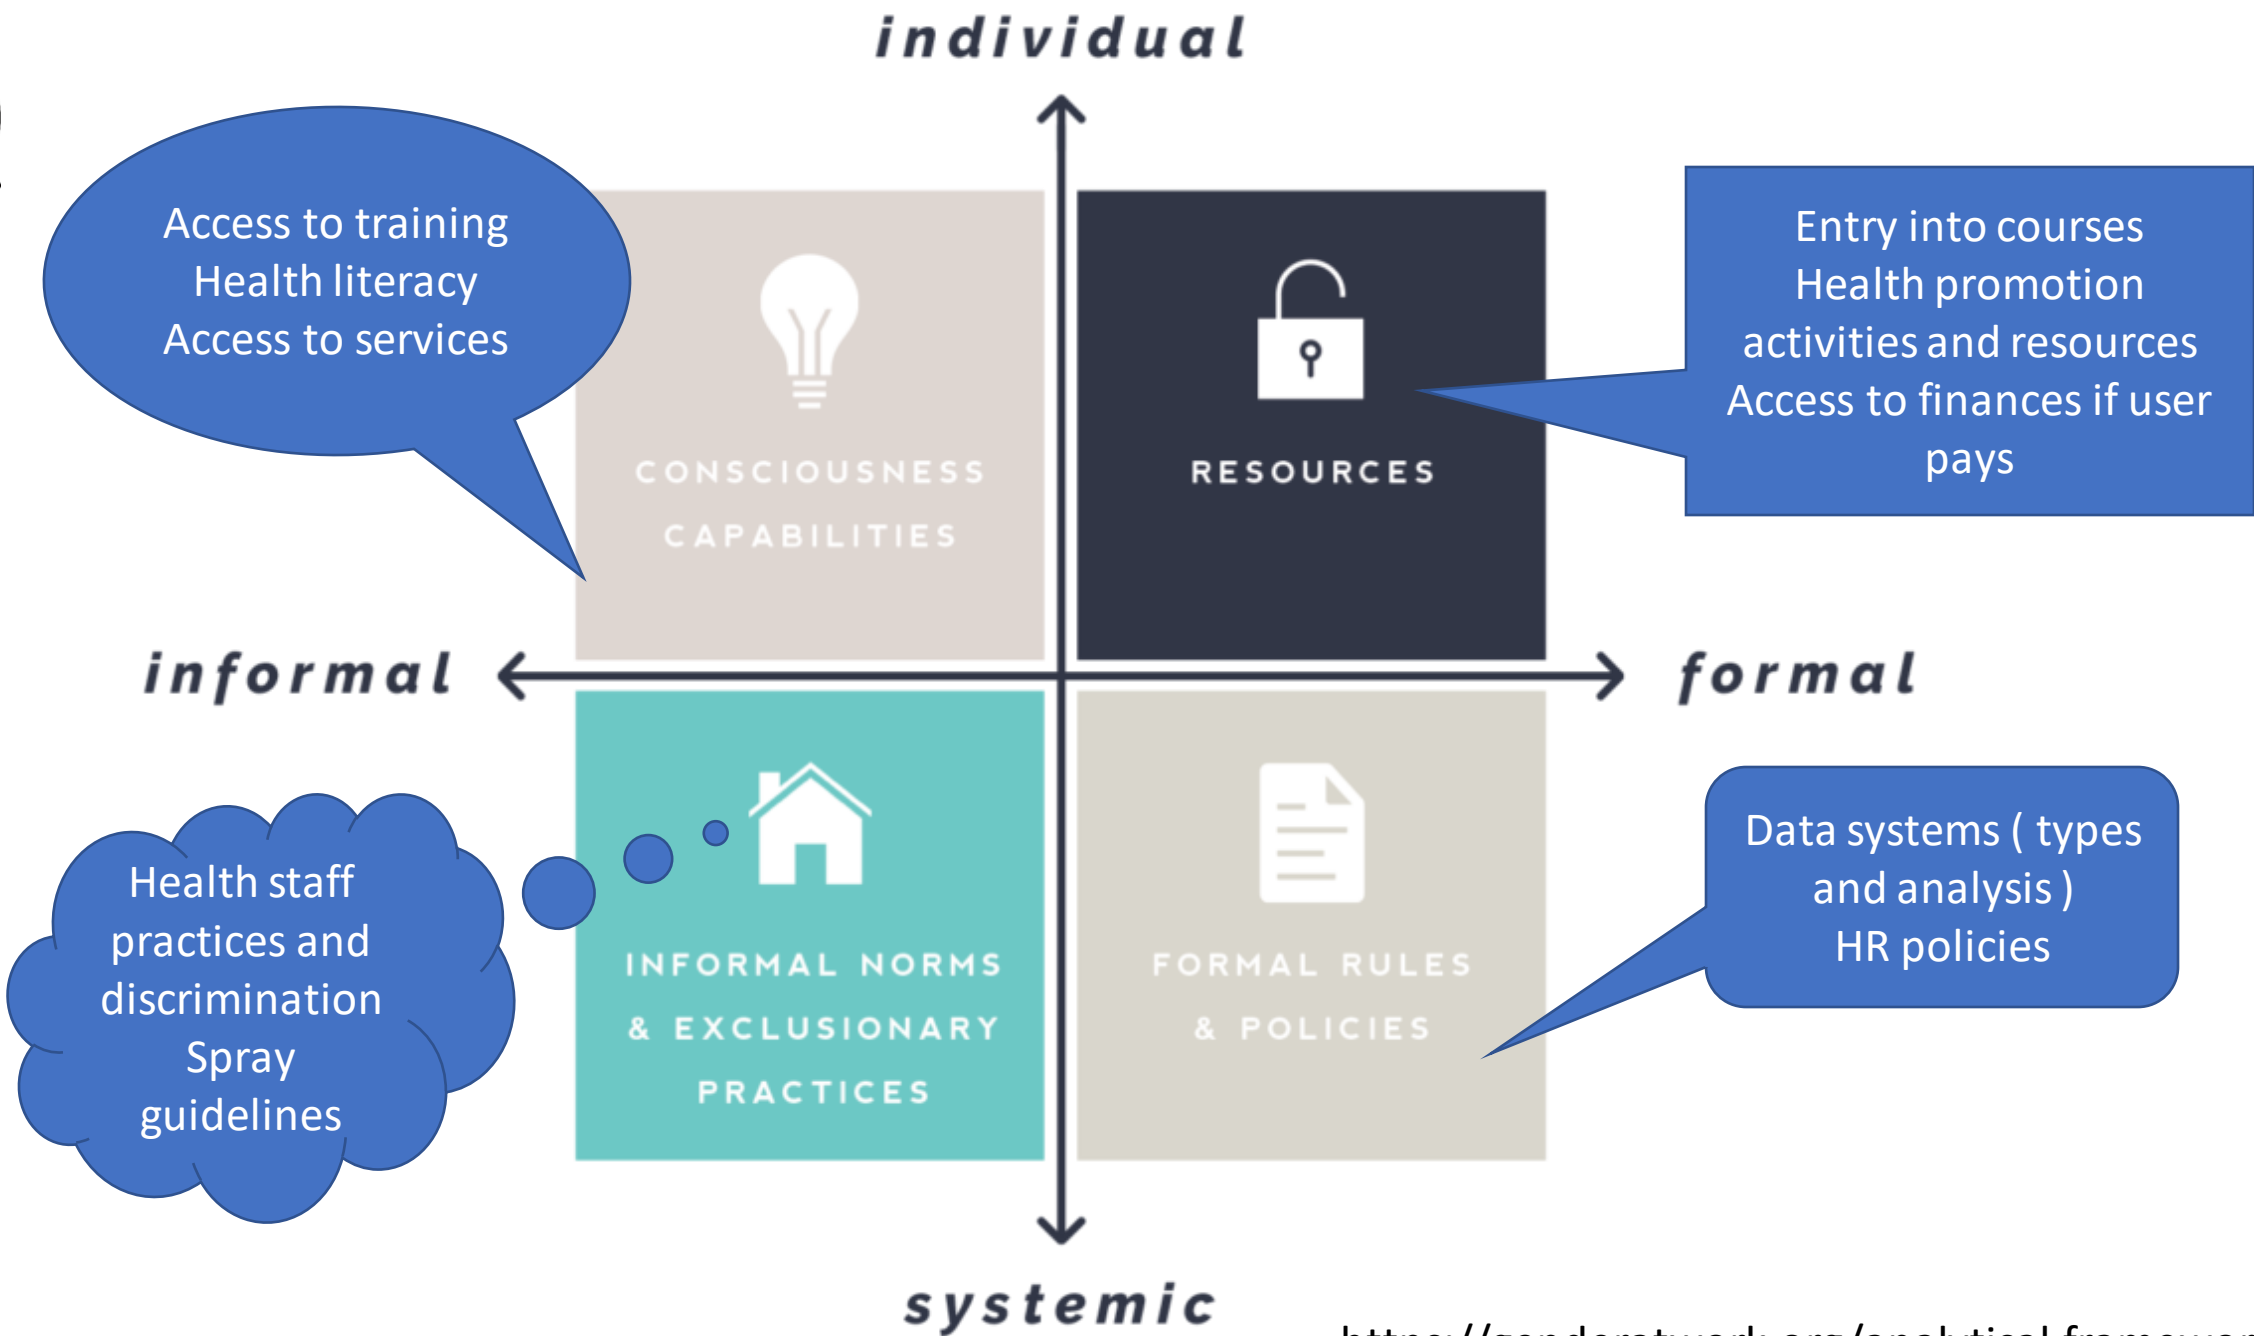 individual
Access to training
Health literacy
Access to services
CONSCIOUSNESS
CAPABILITIES
RESOURCES
Entry into courses
Health promotion
activities and resources
Access to finances if user
pays
informal
formal
Health staff
practices and
discrimination
Spray
guidelines
INFORMAL NORMS
& EXCLUSIONARY
PRACTICES
FORMAL RULES
& POLICIES
Data systems ( types
and analysis )
HR policies
systemic